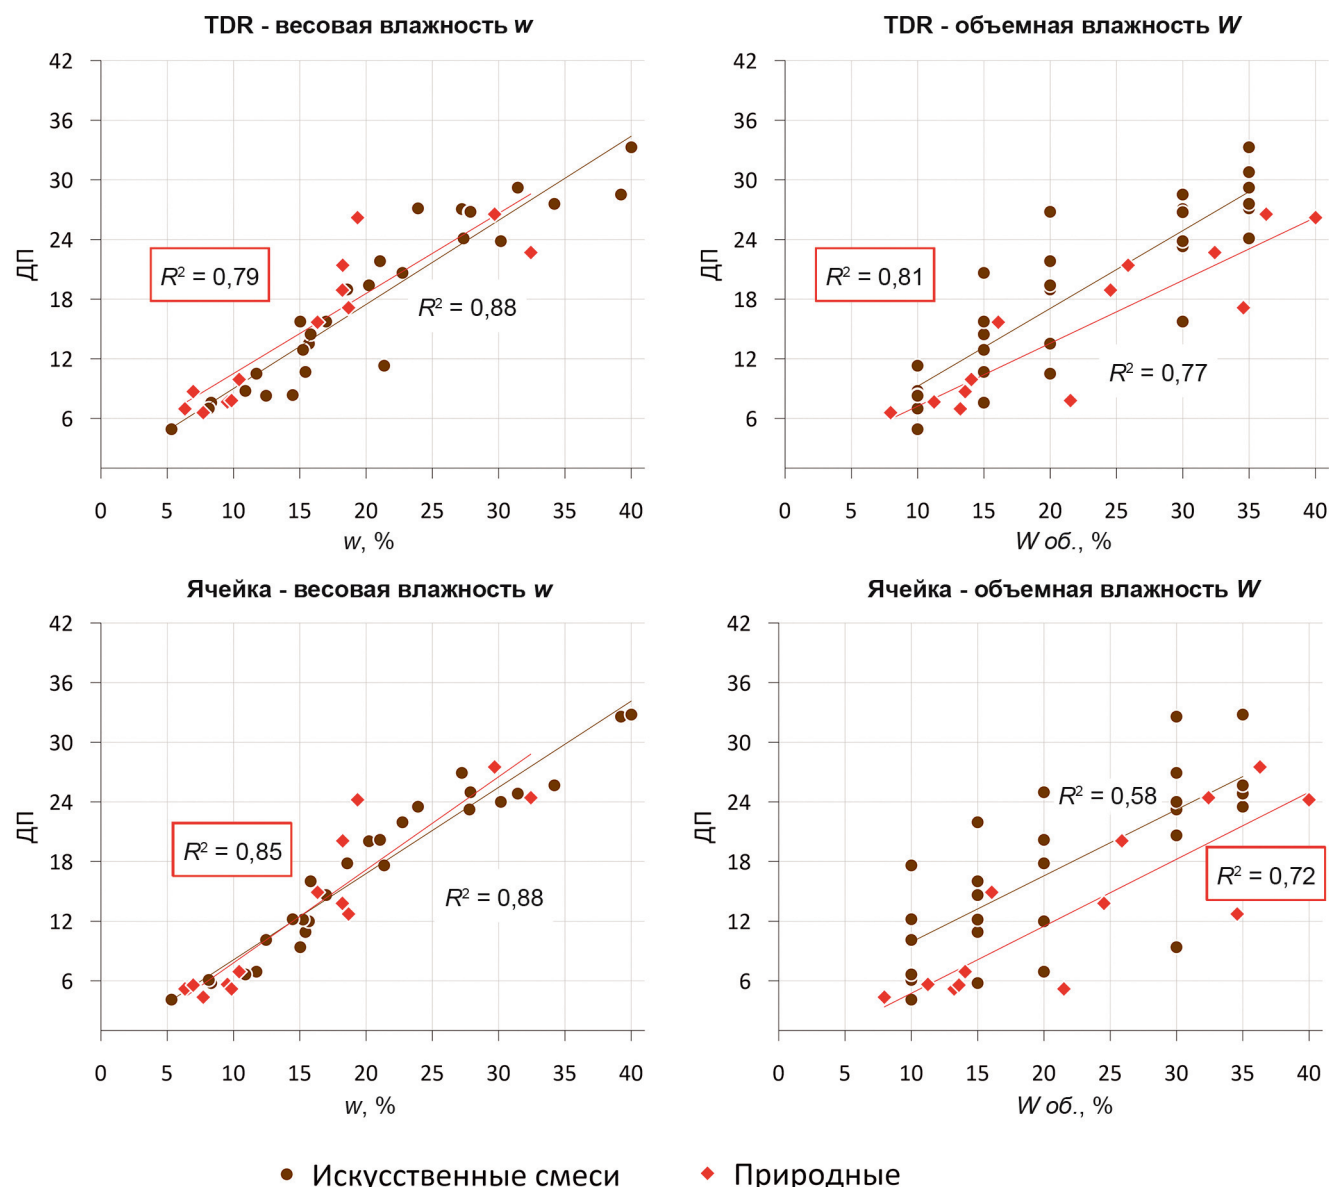 TDR - весовая влажность w
42
36
30
24
18
12
6
ДП
R² = 0,79
R² = 0,88
0 5 10 15 20 25 30 35 40
w, %
TDR - объемная влажность W
42
36
30
24
18
12
6
ДП
R² = 0,81
R² = 0,77
0 5 10 15 20 25 30 35 40
W об., %
Ячейка - весовая влажность w
42
36
30
24
18
12
6
ДП
R² = 0,85
R² = 0,88
0 5 10 15 20 25 30 35 40
w, %
Ячейка - объемная влажность W
42
36
30
24
18
12
6
ДП
R² = 0,58
R² = 0,72
0 5 10 15 20 25 30 35 40
W об., %
Искусственные смеси
Природные